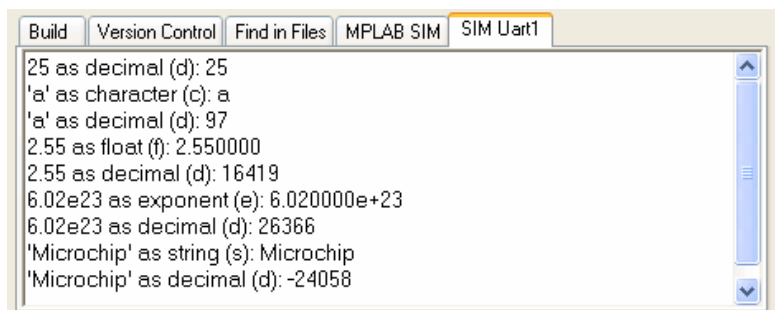 Build Version Control Find in Files MPLAB SIM SIM Uart1
25 as decimal (d): 25
'a' as character (c): a
'a' as decimal (d): 97
2.55 as float (f): 2.550000
2.55 as decimal (d): 16419
6.02e23 as exponent (e): 6.020000e+23
6.02e23 as decimal (d): 26366
'Microchip' as string (s): Microchip
'Microchip' as decimal (d): -24058